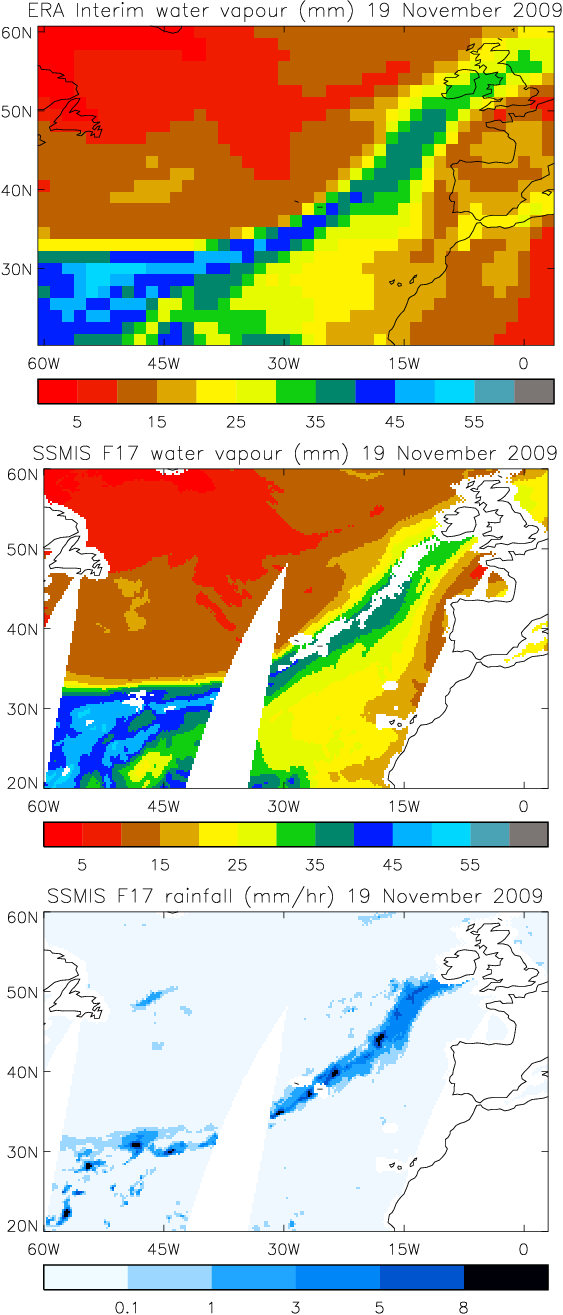 ERA Interim water vapour (mm) 19 November 2009
60N
50N
40N
30N
60W 45W 30W 15W 0
5 15 25 35 45 55
SSMIS F17 water vapour (mm) 19 November 2009
60N
50N
40N
30N
20N
60W 45W 30W 15W 0
5 15 25 35 45 55
SSMIS F17 rainfall (mm/hr) 19 November 2009
60N
50N
40N
30N
20N
60W 45W 30W 15W 0
0.1 1 3 5 8